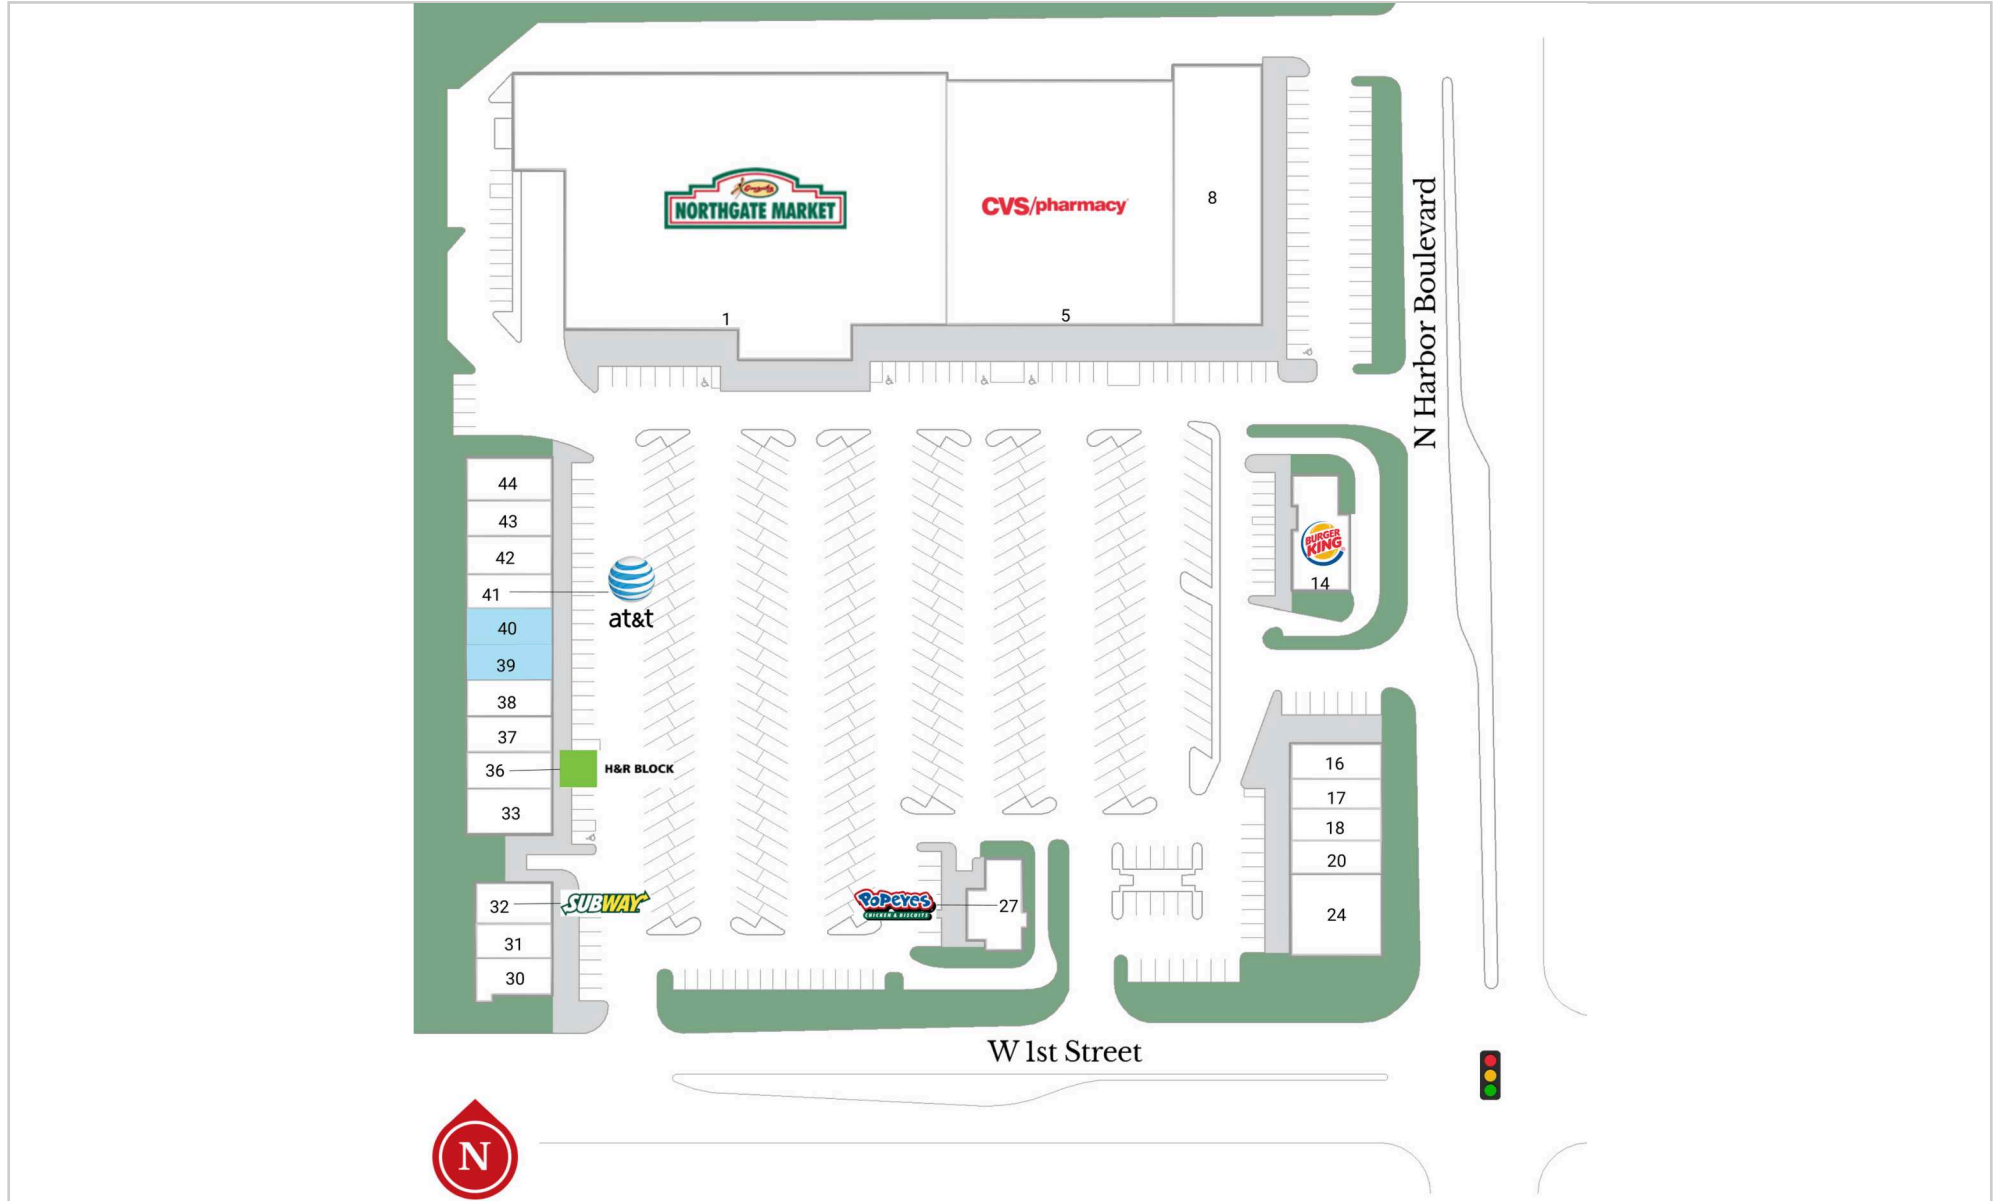 Gonzalez
NORTHGATE MARKET
CVS/pharmacy
8
1
5
N Harbor Boulevard
44
43
42
41
at&t
40
39
38
37
36
H&R BLOCK
33
32
SUBWAY
31
30
BURGER
KING
14
16
17
18
20
24
POPEYES
CHICKEN & BISCUITS
27
W 1st Street
N